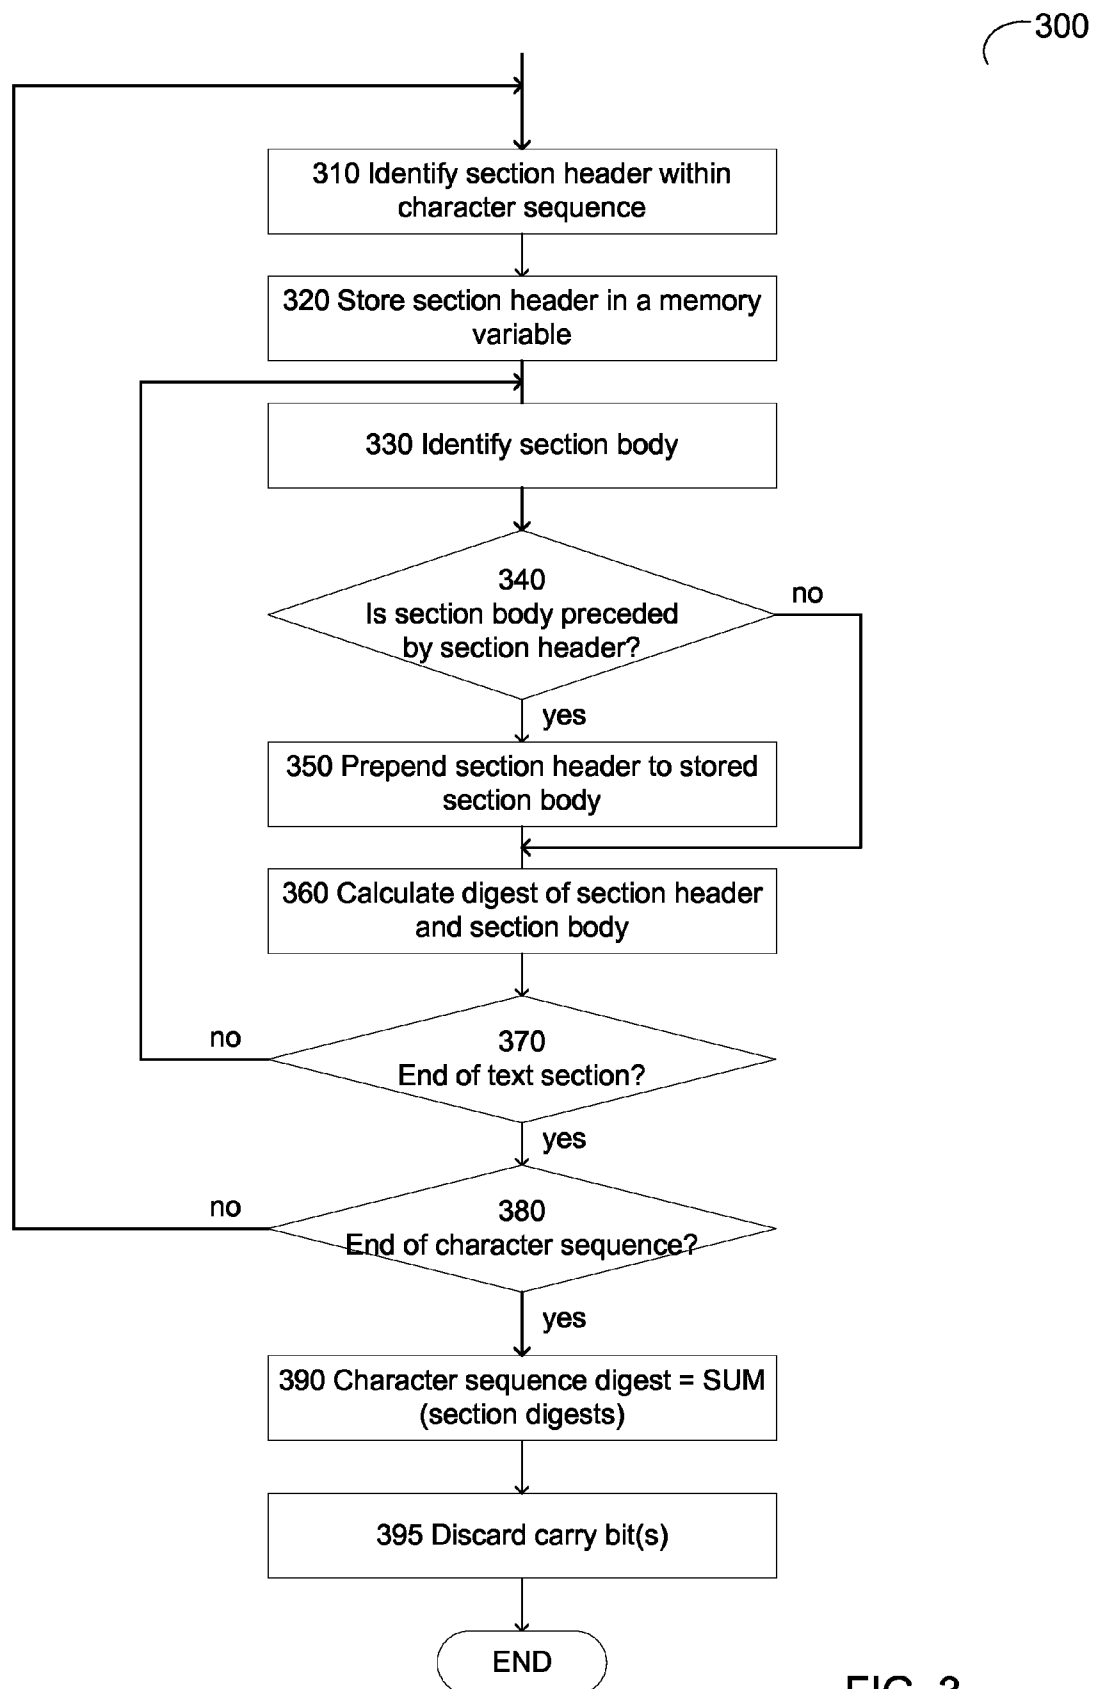 300
310 Identify section header within
character sequence
320 Store section header in a memory
variable
330 Identify section body
340
Is section body preceded
by section header?
no
yes
350 Prepend section header to stored
section body
360 Calculate digest of section header
and section body
370
End of text section?
no
yes
380
End of character sequence?
no
yes
390 Character sequence digest = SUM
(section digests)
395 Discard carry bit(s)
END
FIG. 3